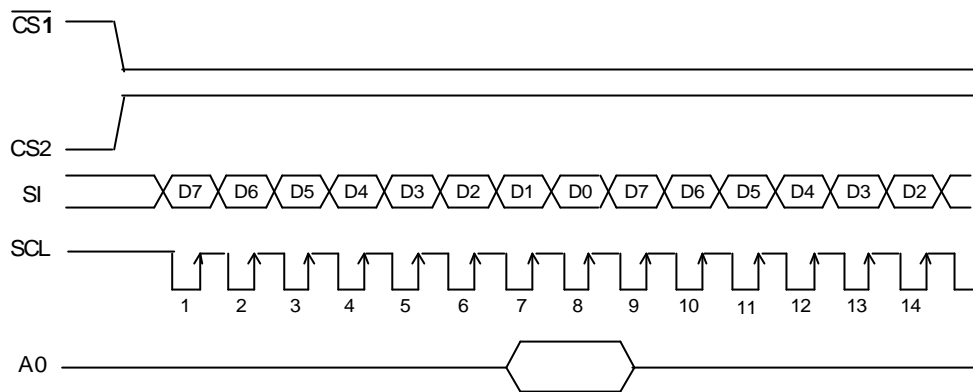 CS1
CS2
SI D7 D6 D5 D4 D3 D2 D1 D0 D7 D6 D5 D4 D3 D2
SCL
1 2 3 4 5 6 7 8 9 10 11 12 13 14
A0